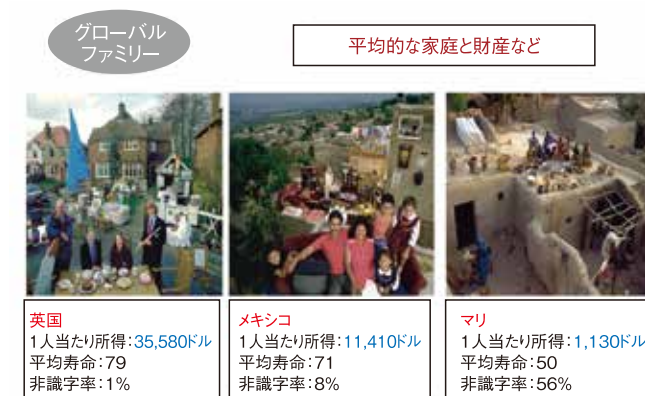 グローバル
ファミリー
平均的な家庭と財産など
英国
1人当たり所得:35,580ドル
平均寿命:79
非識字率:1%
メキシコ
1人当たり所得:11,410ドル
平均寿命:71
非識字率:8%
マリ
1人当たり所得:1,130ドル
平均寿命:50
非識字率:56%